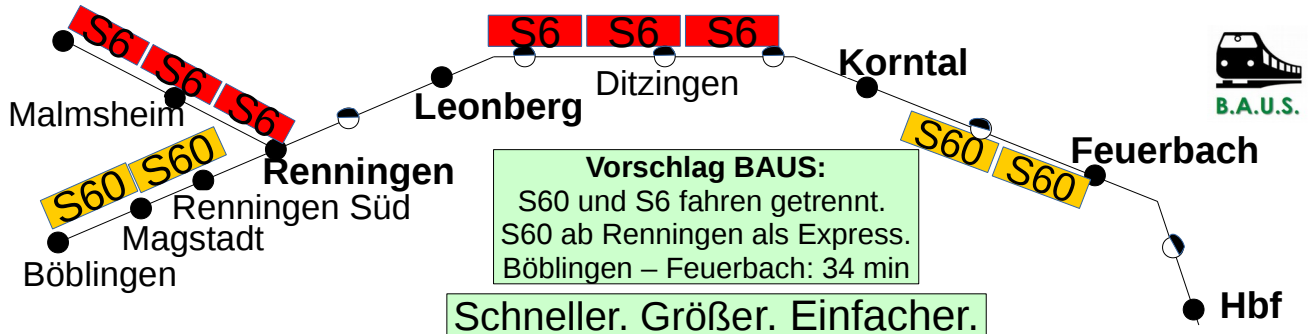 S6 S6 S6
S6 S6 S6
Korntal
B.A.U.S.
Malmsheim
Leonberg
Ditzingen
S60 S60
S60 S60
Renningen
Feuerbach
Renningen Süd
Magstadt
Böblingen
Vorschlag BAUS:
S60 und S6 fahren getrennt.
S60 ab Renningen als Express.
Böblingen – Feuerbach: 34 min
Hbf
Schneller. Größer. Einfacher.